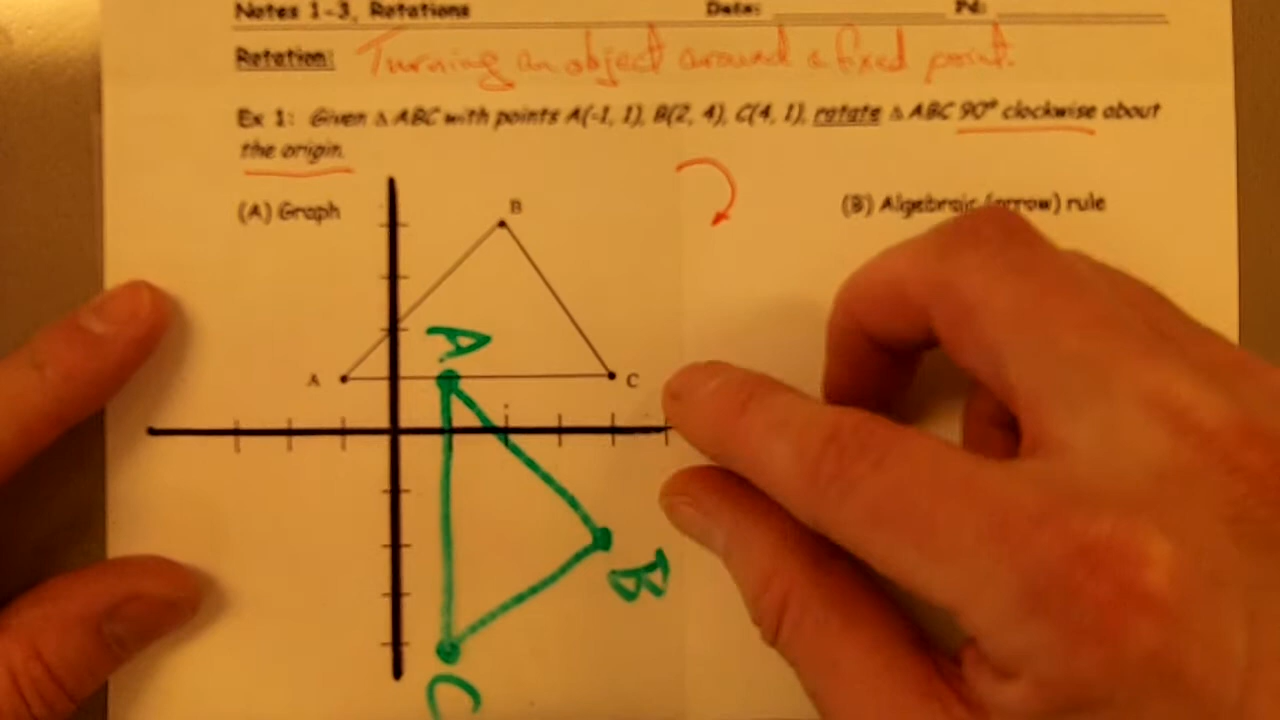 Notes 1-3, Rotations Date: Pd:
Rotation: Turning an object around a fixed point.
Ex 1: Given △ ABC with points A(-1, 1), B(2, 4), C(4, 1), rotate △ ABC 90° clockwise about
the origin.
(A) Graph
(B) Algebraic (arrow) rule
B
A
A
C
B
C